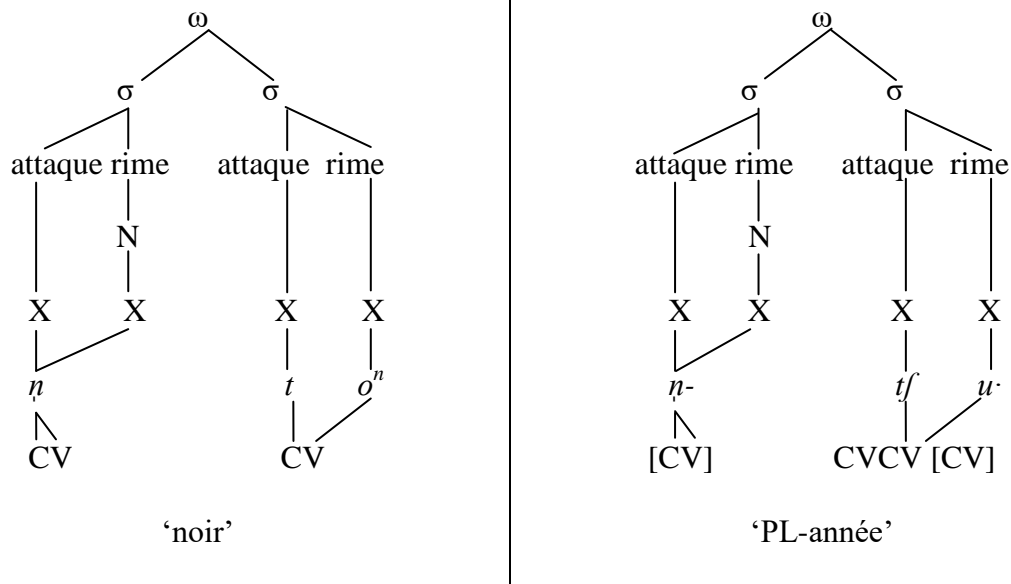 ω ω
σ σ σ σ
attaque rime attaque rime attaque rime attaque rime
N N
X X X X X X X X
n t oⁿ n- tʃ u·
CV CV [CV] CVCV [CV]
‘noir’ ‘PL-année’